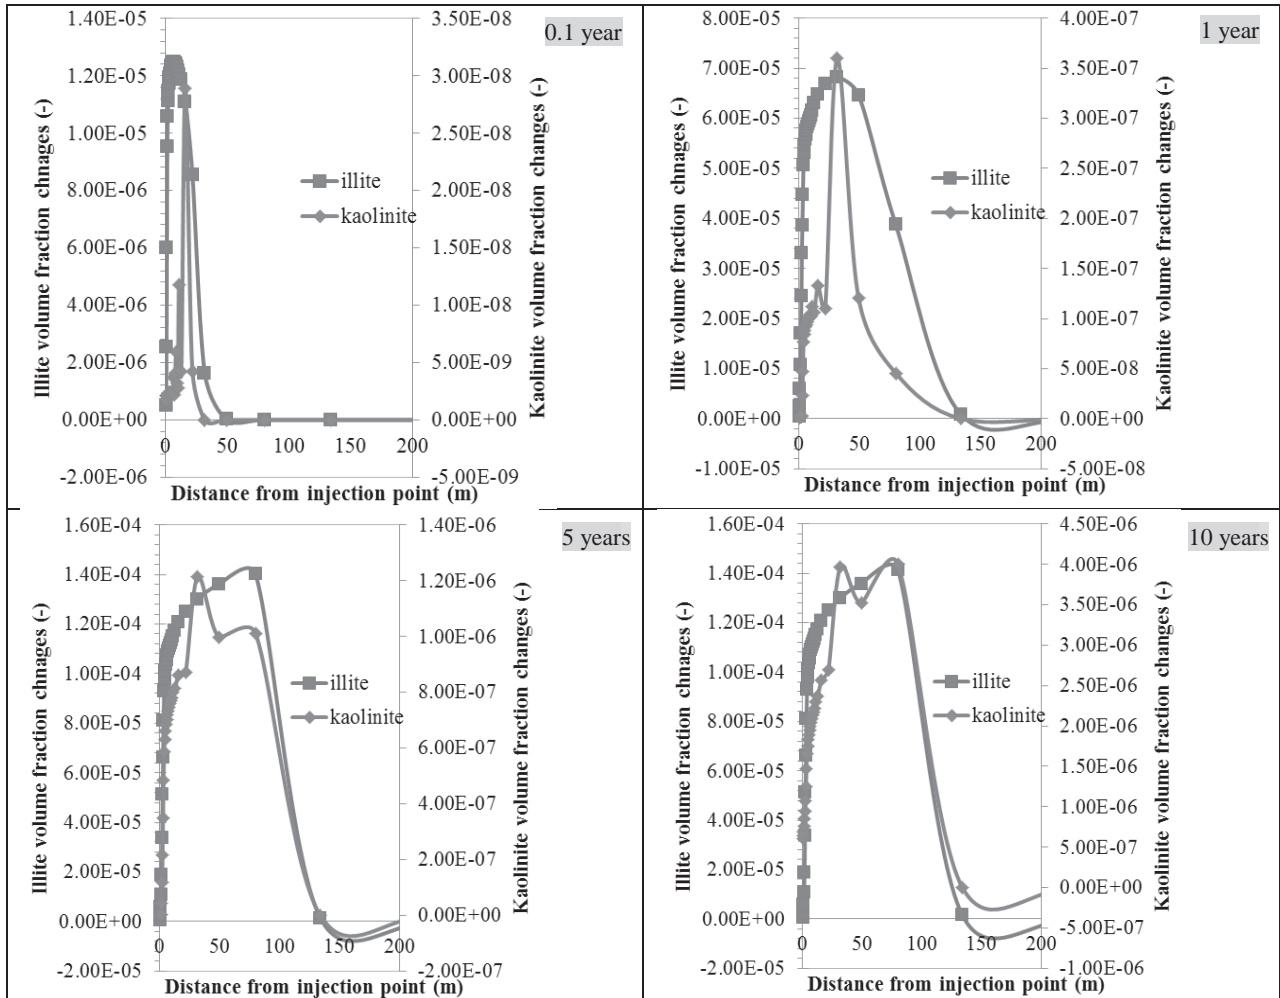 0.1 year
Illite volume fraction chnages (-)
1.40E-05
1.20E-05
1.00E-05
8.00E-06
6.00E-06
4.00E-06
2.00E-06
0.00E+00
-2.00E-06
0 50 100 150 200
Distance from injection point (m)
illite
kaolinite
3.50E-08
3.00E-08
2.50E-08
2.00E-08
1.50E-08
1.00E-08
5.00E-09
0.00E+00
-5.00E-09
Kaolinite volume fraction changes (-)
1 year
Illite volume fraction chnages (-)
8.00E-05
7.00E-05
6.00E-05
5.00E-05
4.00E-05
3.00E-05
2.00E-05
1.00E-05
0.00E+00
-1.00E-05
0 50 100 150 200
Distance from injection point (m)
illite
kaolinite
4.00E-07
3.50E-07
3.00E-07
2.50E-07
2.00E-07
1.50E-07
1.00E-07
5.00E-08
0.00E+00
-5.00E-08
Kaolinite volume fraction changes (-)
5 years
Illite volume fraction chnages (-)
1.60E-04
1.40E-04
1.20E-04
1.00E-04
8.00E-05
6.00E-05
4.00E-05
2.00E-05
0.00E+00
-2.00E-05
0 50 100 150 200
Distance from injection point (m)
illite
kaolinite
1.40E-06
1.20E-06
1.00E-06
8.00E-07
6.00E-07
4.00E-07
2.00E-07
0.00E+00
-2.00E-07
Kaolinite volume fraction changes (-)
10 years
Illite volume fraction chnages (-)
1.60E-04
1.40E-04
1.20E-04
1.00E-04
8.00E-05
6.00E-05
4.00E-05
2.00E-05
0.00E+00
-2.00E-05
0 50 100 150 200
Distance from injection point (m)
illite
kaolinite
4.50E-06
4.00E-06
3.50E-06
3.00E-06
2.50E-06
2.00E-06
1.50E-06
1.00E-06
5.00E-07
0.00E+00
-5.00E-07
-1.00E-06
Kaolinite volume fraction changes (-)